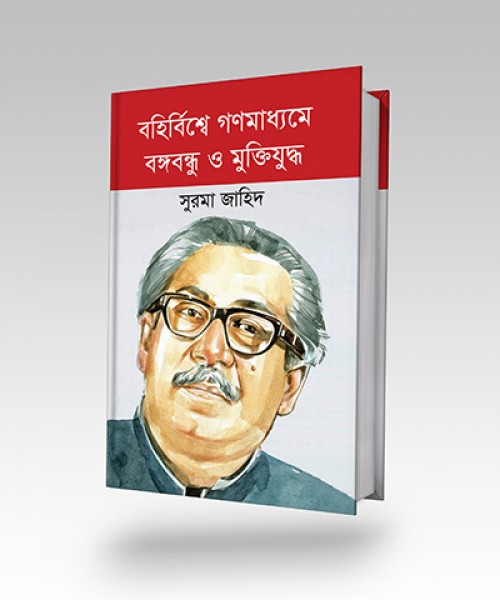 বহির্বিশ্বে গণমাধ্যমে
বঙ্গবন্ধু ও মুক্তিযুদ্ধ
সুরমা জাহিদ